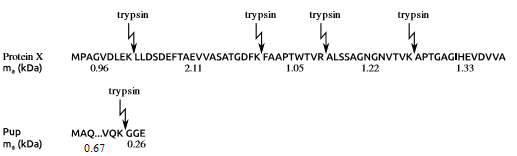 trypsin trypsin trypsin trypsin
Protein X MPAGVDLEK LLDSDEFTAEVVASATGDFK FAAPTWTVR ALSSAGNGNVTVK APTGAGIHEVDVVA
mₐ (kDa) 0.96 2.11 1.05 1.22 1.33
trypsin
Pup MAQ...VQK GGE
mₐ (kDa) 0.67 0.26